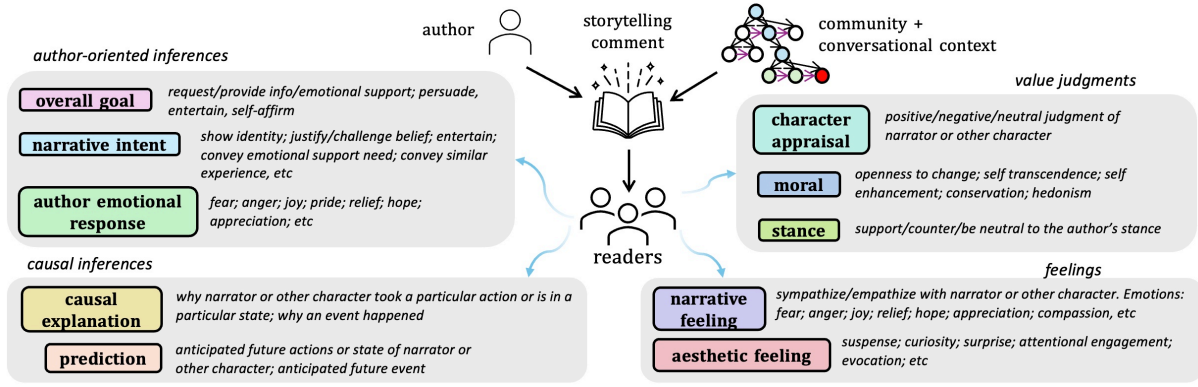 author
storytelling
comment
community +
conversational context
author-oriented inferences
overall goal
request/provide info/emotional support; persuade,
entertain, self-affirm
narrative intent
show identity; justify/challenge belief; entertain;
convey emotional support need; convey similar
experience, etc
author emotional
response
fear; anger; joy; pride; relief; hope;
appreciation; etc
value judgments
character
appraisal
positive/negative/neutral judgment of
narrator or other character
moral
openness to change; self transcendence; self
enhancement; conservation; hedonism
stance
support/counter/be neutral to the author's stance
readers
causal inferences
causal
explanation
why narrator or other character took a particular action or is in a
particular state; why an event happened
prediction
anticipated future actions or state of narrator or
other character; anticipated future event
feelings
narrative
feeling
sympathize/empathize with narrator or other character. Emotions:
fear; anger; joy; relief; hope; appreciation; compassion, etc
aesthetic feeling
suspense; curiosity; surprise; attentional engagement;
evocation; etc